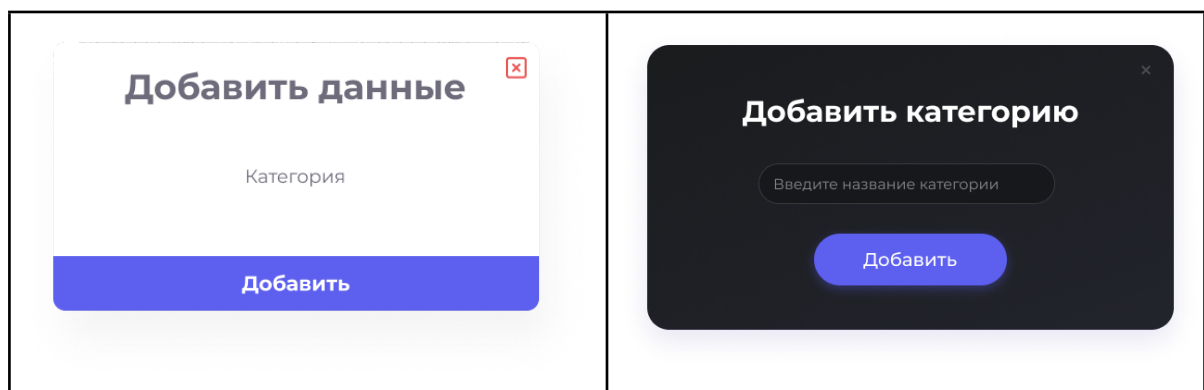 Добавить данные
Категория
Добавить
Добавить категорию
Введите название категории
Добавить